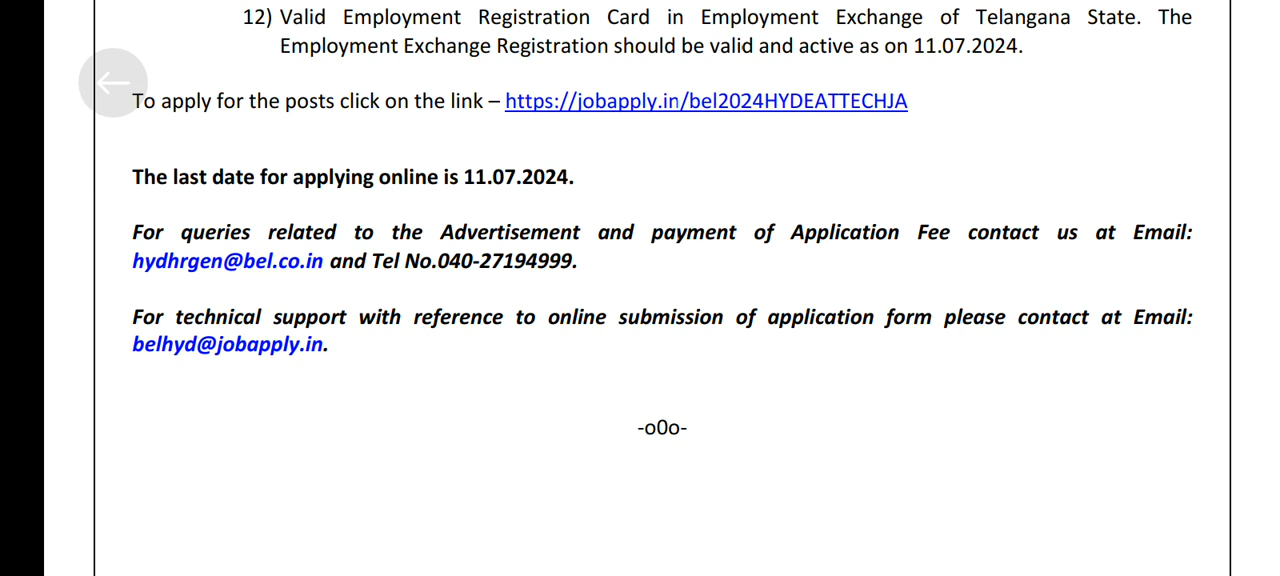 12) Valid Employment Registration Card in Employment Exchange of Telangana State. The
Employment Exchange Registration should be valid and active as on 11.07.2024.
To apply for the posts click on the link – https://jobapply.in/bel2024HYDEATTECHJA
The last date for applying online is 11.07.2024.
For queries related to the Advertisement and payment of Application Fee contact us at Email:
hydhrgen@bel.co.in and Tel No.040-27194999.
For technical support with reference to online submission of application form please contact at Email:
belhyd@jobapply.in.
-o0o-